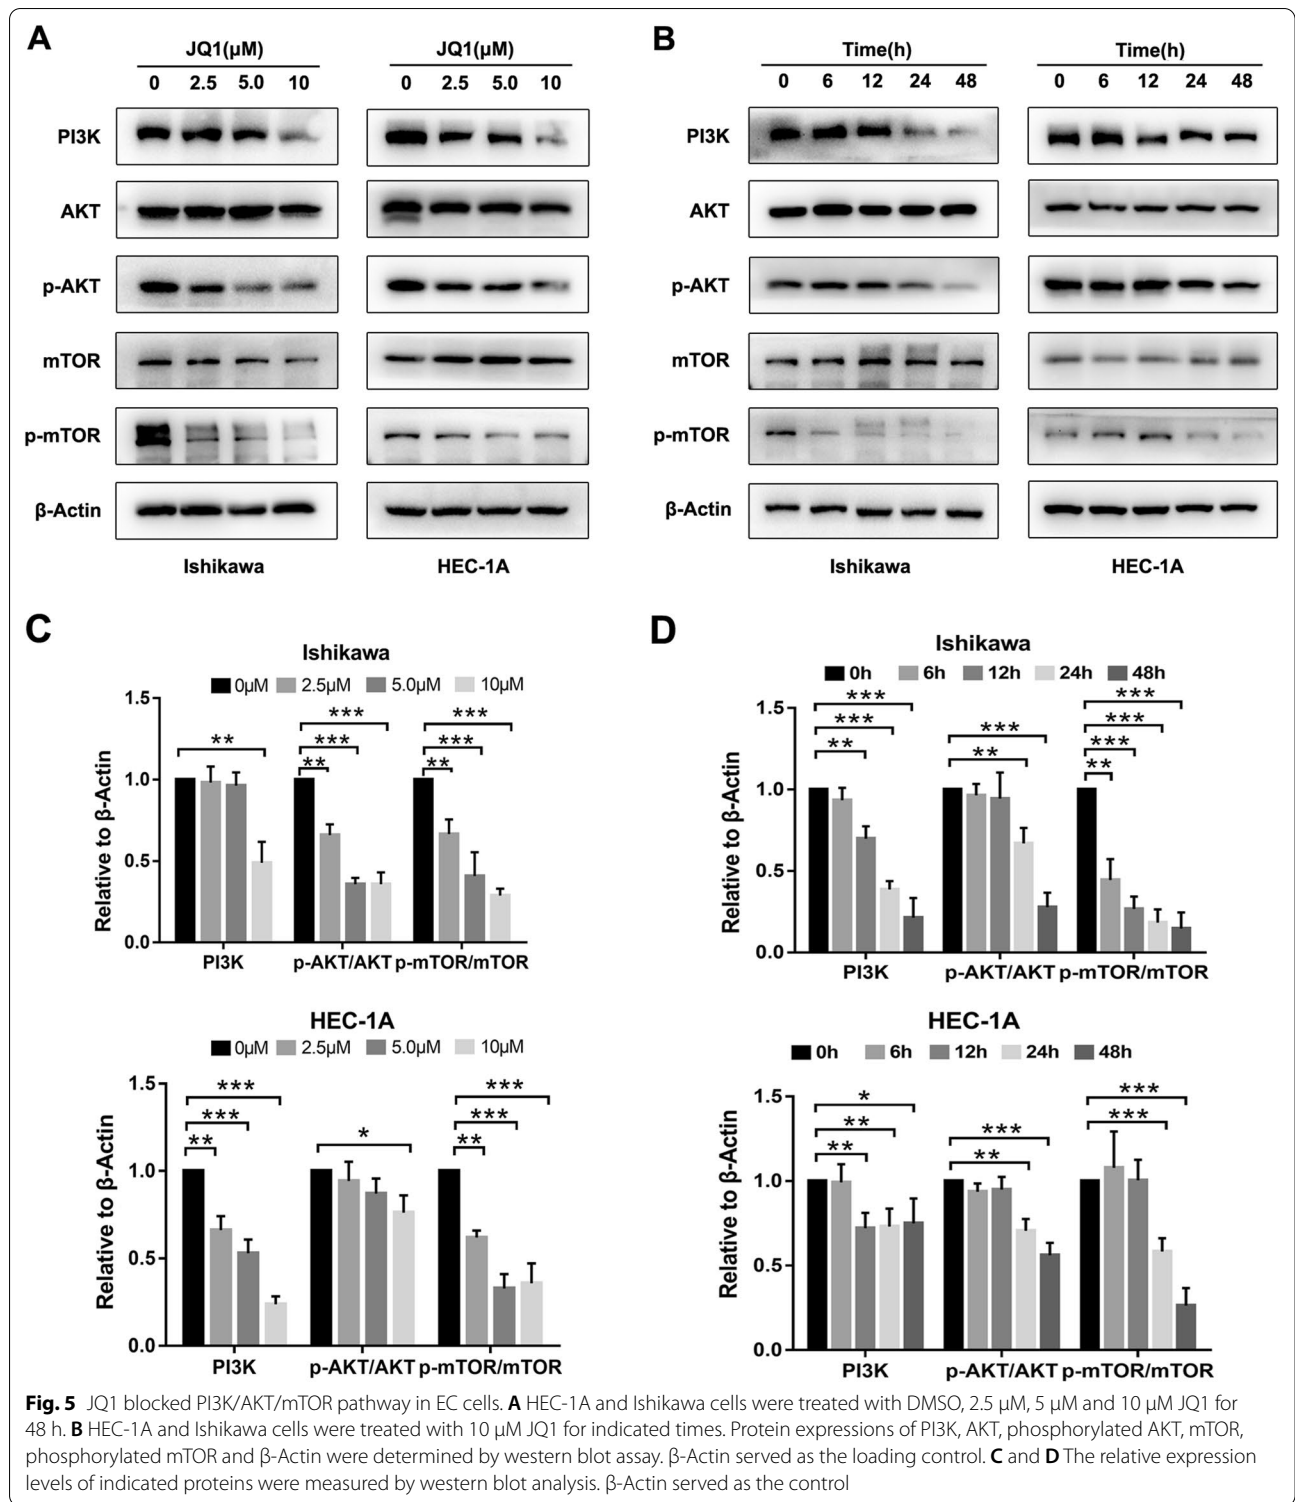 A
JQ1(μM) JQ1(μM)
0 2.5 5.0 10 0 2.5 5.0 10
PI3K
AKT
p-AKT
mTOR
p-mTOR
β-Actin
Ishikawa HEC-1A
B
Time(h) Time(h)
0 6 12 24 48 0 6 12 24 48
PI3K
AKT
p-AKT
mTOR
p-mTOR
β-Actin
Ishikawa HEC-1A
C
Ishikawa
0μM 2.5μM 5.0μM 10μM
Relative to β-Actin
1.5
1.0
0.5
0.0
** ** *** *** ** *** ***
PI3K p-AKT/AKT p-mTOR/mTOR
HEC-1A
0μM 2.5μM 5.0μM 10μM
Relative to β-Actin
1.5
1.0
0.5
0.0
** *** *** * ** *** ***
PI3K p-AKT/AKT p-mTOR/mTOR
D
Ishikawa
0h 6h 12h 24h 48h
Relative to β-Actin
1.5
1.0
0.5
0.0
** *** *** ** *** ** *** *** ***
PI3K p-AKT/AKT p-mTOR/mTOR
HEC-1A
0h 6h 12h 24h 48h
Relative to β-Actin
1.5
1.0
0.5
0.0
** ** * ** *** *** ***
PI3K p-AKT/AKT p-mTOR/mTOR
Fig. 5 JQ1 blocked PI3K/AKT/mTOR pathway in EC cells. A HEC-1A and Ishikawa cells were treated with DMSO, 2.5 μM, 5 μM and 10 μM JQ1 for
48 h. B HEC-1A and Ishikawa cells were treated with 10 μM JQ1 for indicated times. Protein expressions of PI3K, AKT, phosphorylated AKT, mTOR,
phosphorylated mTOR and β-Actin were determined by western blot assay. β-Actin served as the loading control. C and D The relative expression
levels of indicated proteins were measured by western blot analysis. β-Actin served as the control